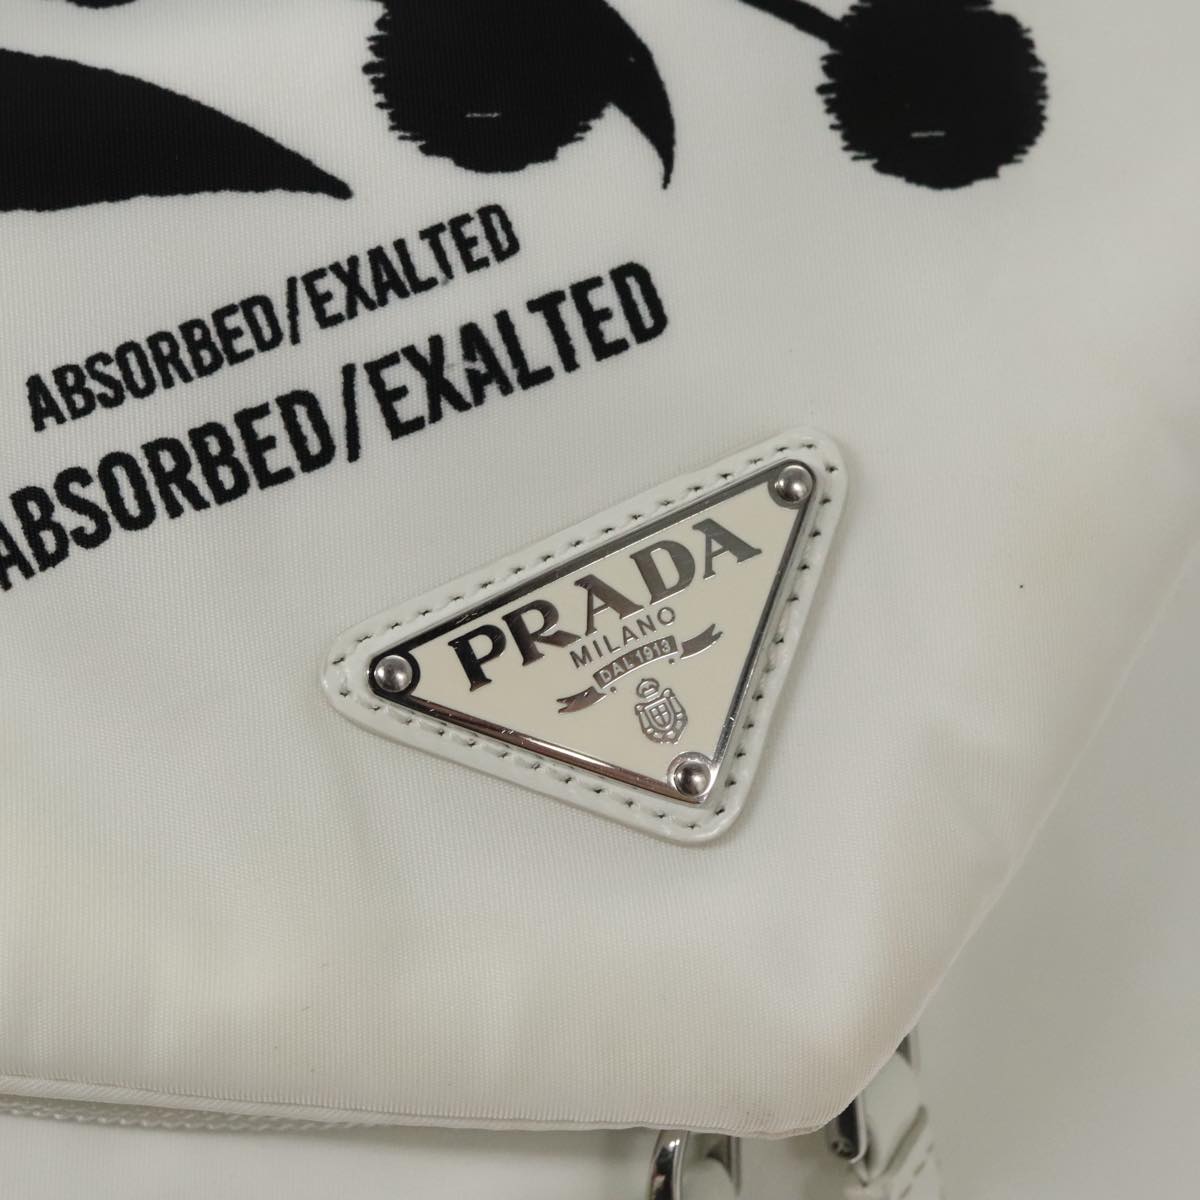 ABSORBED/EXALTED
ABSORBED/EXALTED
PRADA
MILANO
DAL 1913